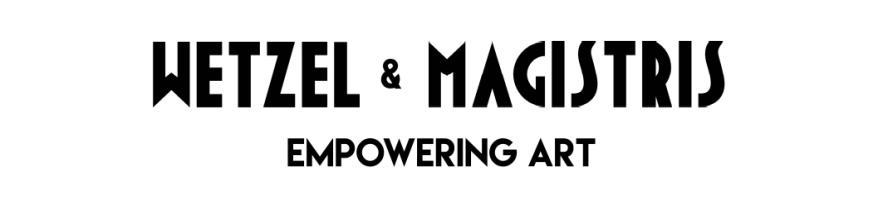 WETZEL & MAGISTRIS
EMPOWERING ART